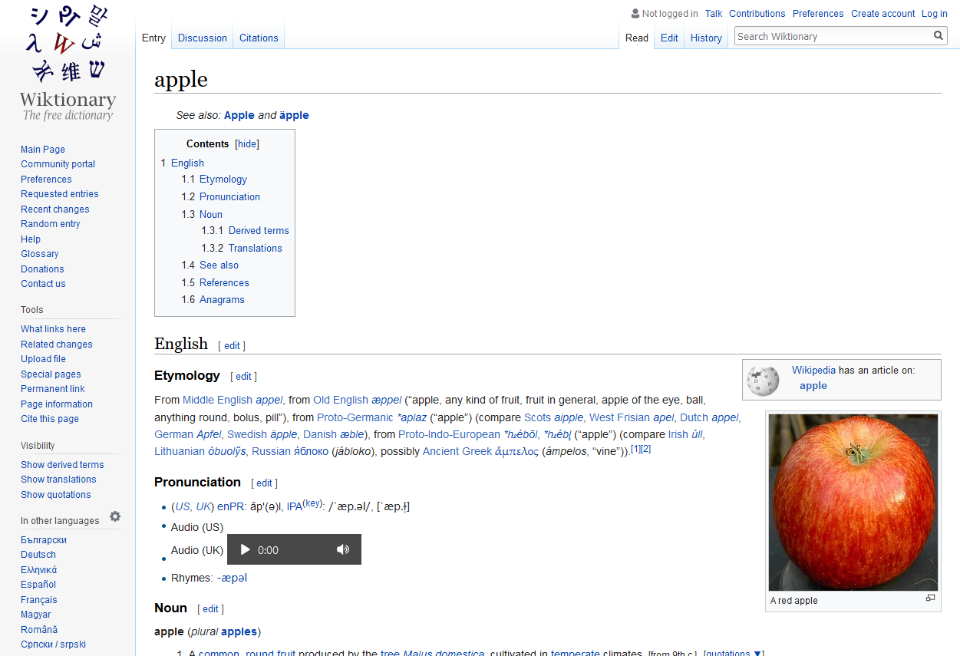 シ
말
λ
W
維
ש
Wiktionary
The free dictionary
Main Page
Community portal
Preferences
Requested entries
Recent changes
Random entry
Help
Glossary
Donations
Contact us
Tools
What links here
Related changes
Upload file
Special pages
Permanent link
Page information
Cite this page
Visibility
Show derived terms
Show translations
Show quotations
In other languages
Български
Deutsch
Ελληνικά
Español
Français
Magyar
Română
Српски / srpski
Not logged in Talk Contributions Preferences Create account Log in
Entry Discussion Citations Read Edit History Search Wiktionary
apple
See also: Apple and äpple
Contents [hide]
1 English
1.1 Etymology
1.2 Pronunciation
1.3 Noun
1.3.1 Derived terms
1.3.2 Translations
1.4 See also
1.5 References
1.6 Anagrams
English [ edit ]
Etymology [ edit ]
From Middle English appel, from Old English æppel (“apple, any kind of fruit, fruit in general, apple of the eye, ball,
anything round, bolus, pill”), from Proto-Germanic *aplaz (“apple”) (compare Scots aipple, West Frisian apel, Dutch appel,
German Apfel, Swedish äpple, Danish æble), from Proto-Indo-European *h₂ébōl, *h₂ébl̥ (“apple”) (compare Irish úll,
Lithuanian óbuolỹs, Russian я́блоко (jábloko), possibly Ancient Greek ἄμπελος (ámpelos, “vine”)).[1][2]
Wikipedia has an article on:
apple
Pronunciation [ edit ]
(US, UK) enPR: ăp'(ə)l, IPA(key): /ˈæp.əl/, [ˈæp.ɫ̩]
Audio (US)
Audio (UK) 0:00
Rhymes: -æpəl
A red apple
Noun [ edit ]
apple (plural apples)
1. A common, round fruit produced by the tree Malus domestica, cultivated in temperate climates. [from 9th c.] [quotations ▼]